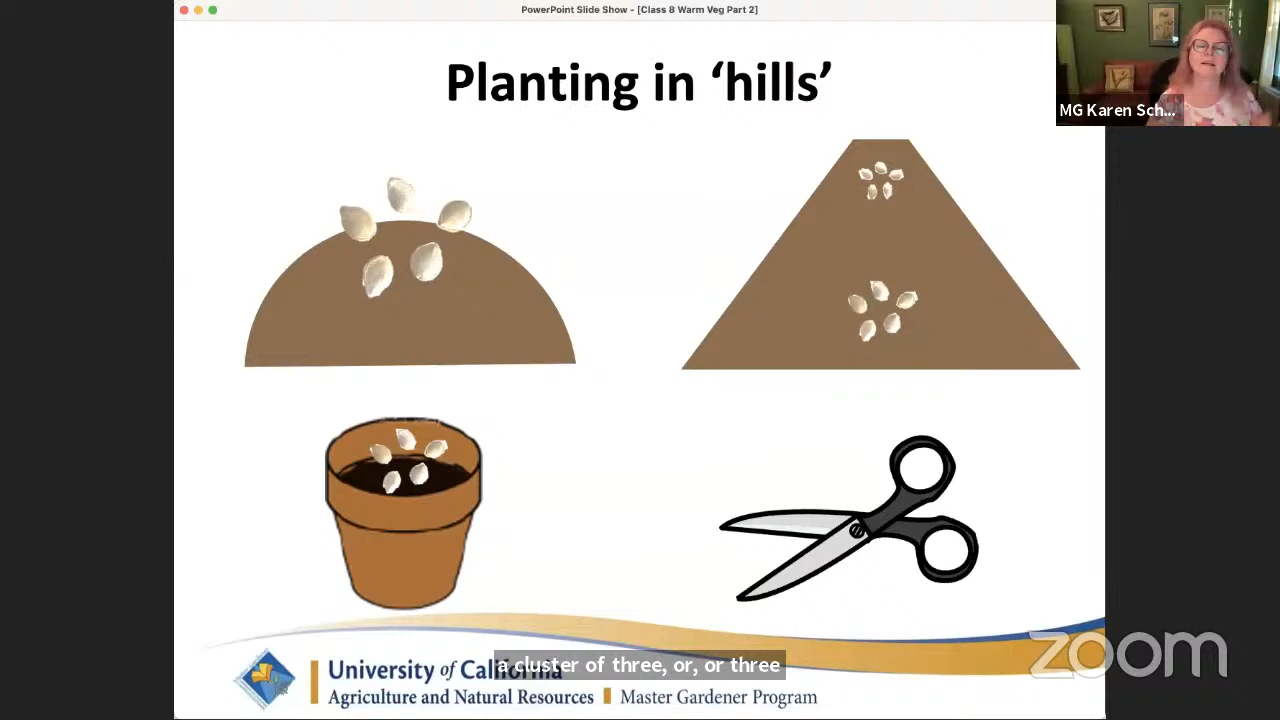 PowerPoint Slide Show - [Class 8 Warm Veg Part 2]
Planting in ‘hills’
MG Karen Sch...
a cluster of three, or, or three
University of California
Agriculture and Natural Resources
Master Gardener Program
zoom